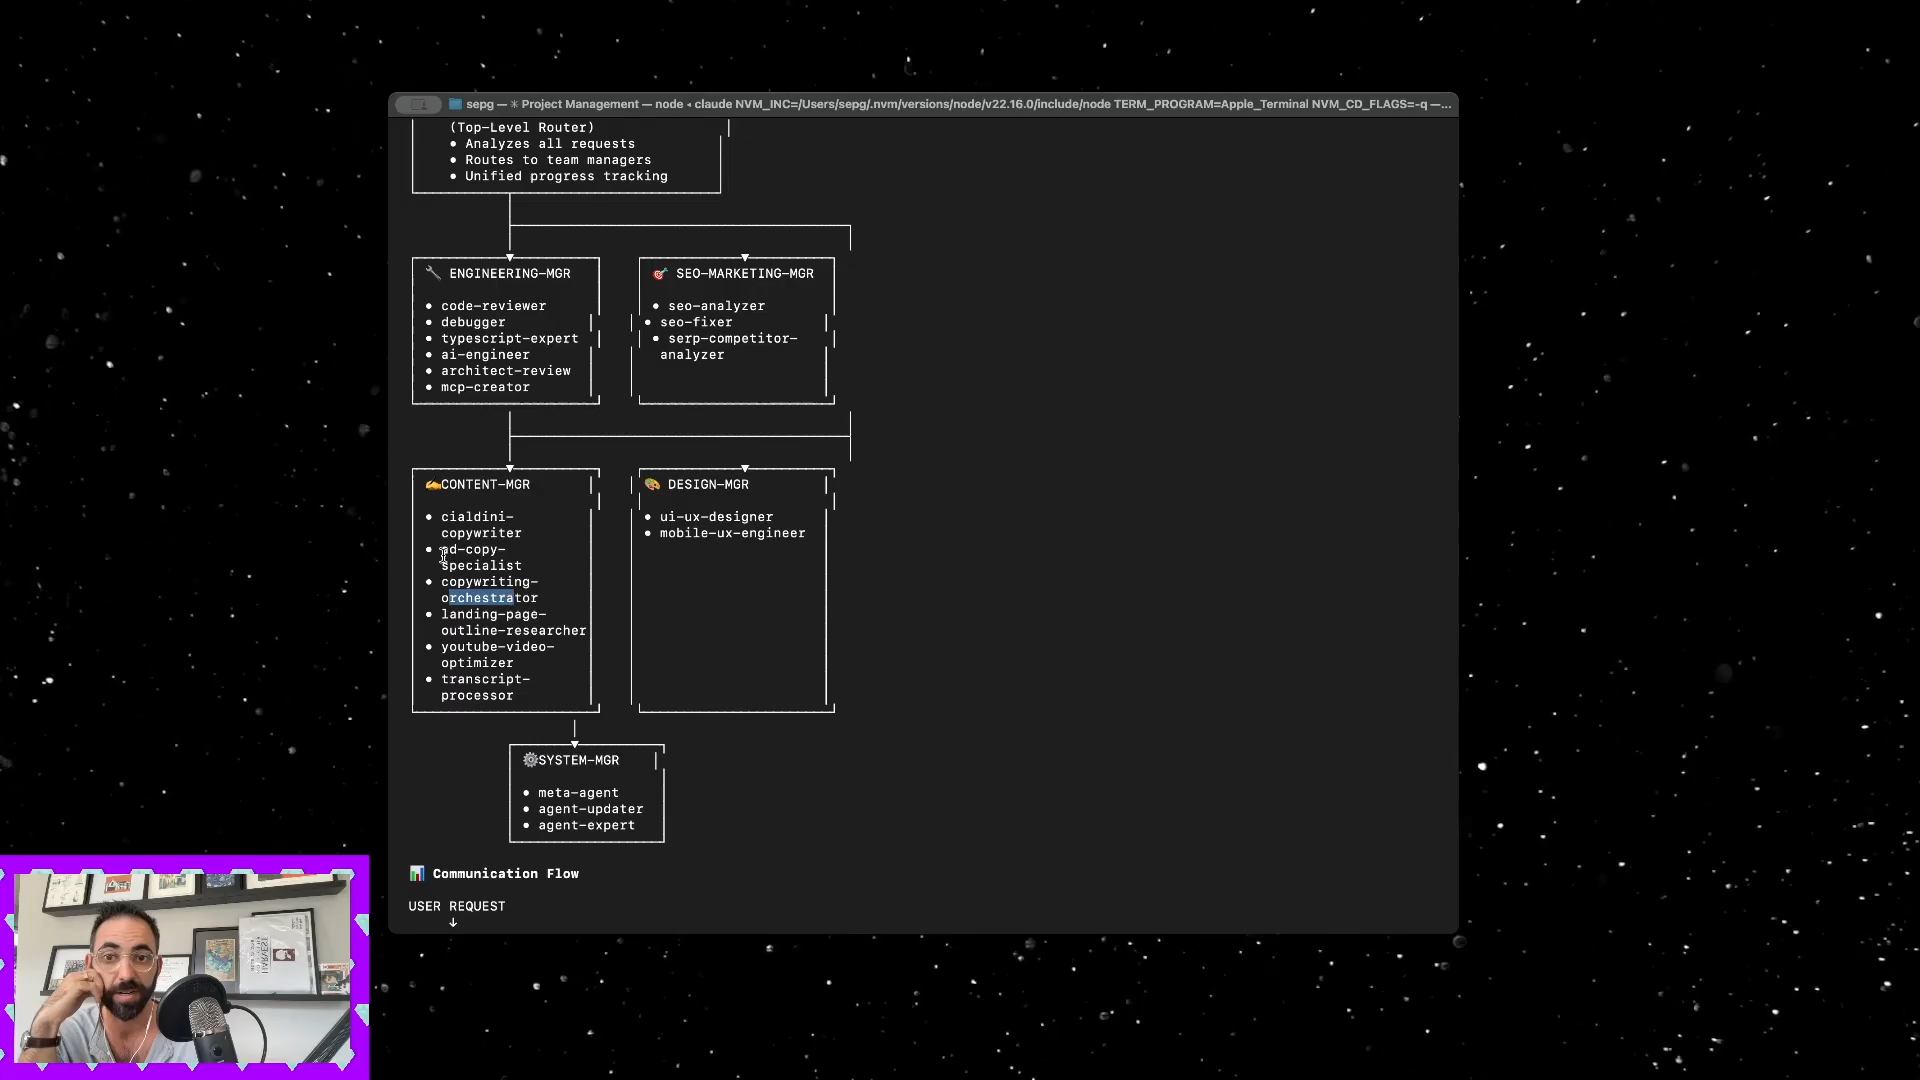 sepg — ✳ Project Management — node ◂ claude NVM_INC=/Users/sepg/.nvm/versions/node/v22.16.0/include/node TERM_PROGRAM=Apple_Terminal NVM_CD_FLAGS=-q —...
(Top-Level Router)
• Analyzes all requests
• Routes to team managers
• Unified progress tracking
🔧 ENGINEERING-MGR
• code-reviewer
• debugger
• typescript-expert
• ai-engineer
• architect-review
• mcp-creator
🎯 SEO-MARKETING-MGR
• seo-analyzer
• seo-fixer
• serp-competitor-
analyzer
✍️CONTENT-MGR
• cialdini-
copywriter
• ad-copy-
specialist
• copywriting-
orchestrator
• landing-page-
outline-researcher
• youtube-video-
optimizer
• transcript-
processor
🎨 DESIGN-MGR
• ui-ux-designer
• mobile-ux-engineer
⚙️SYSTEM-MGR
• meta-agent
• agent-updater
• agent-expert
📊 Communication Flow
USER REQUEST
↓